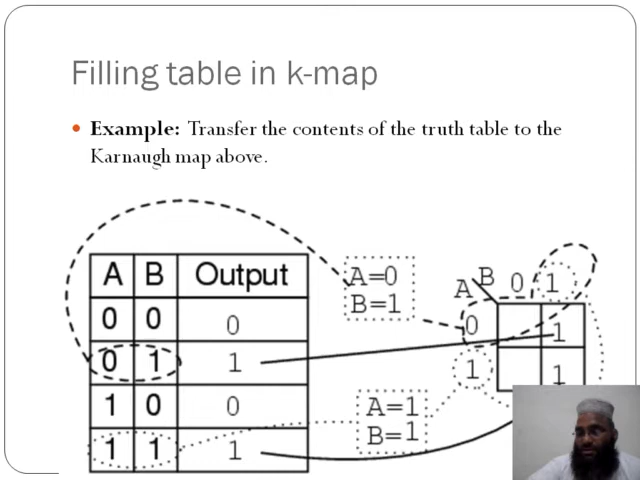 Filling table in k-map
• Example: Transfer the contents of the truth table to the
Karnaugh map above.
A B Output
0 0 0
0 1 1
1 0 0
1 1 1
A=0
B=1
A=1
B=1
B 0 1
A
0 1
1 1